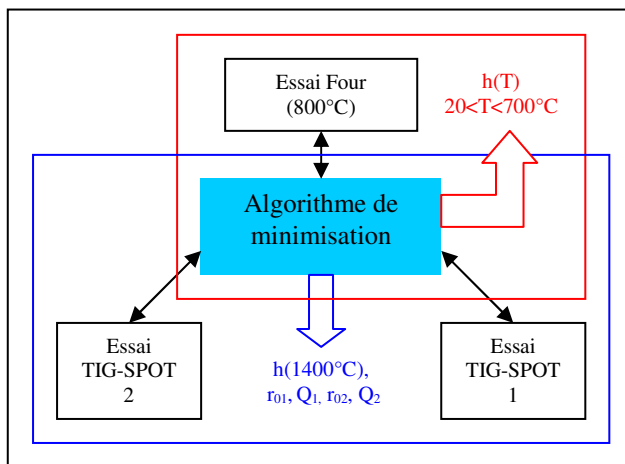 Essai Four
(800°C)
h(T)
20<T<700°C
Algorithme de
minimisation
Essai
TIG-SPOT
2
h(1400°C),
r01, Q1, r02, Q2
Essai
TIG-SPOT
1